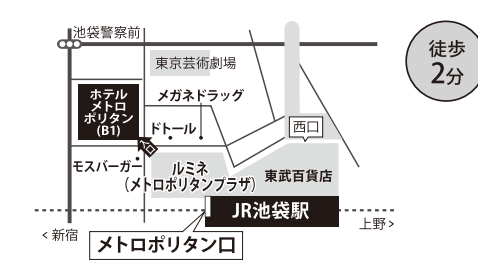 池袋警察前
徒歩
2分
東京芸術劇場
ホテル
メトロ
ポリタン
(B1)
メガネドラッグ
ドトール
西口
モスバーガー
ルミネ
(メトロポリタンプラザ)
東武百貨店
JR池袋駅
<新宿
上野>
メトロポリタン口